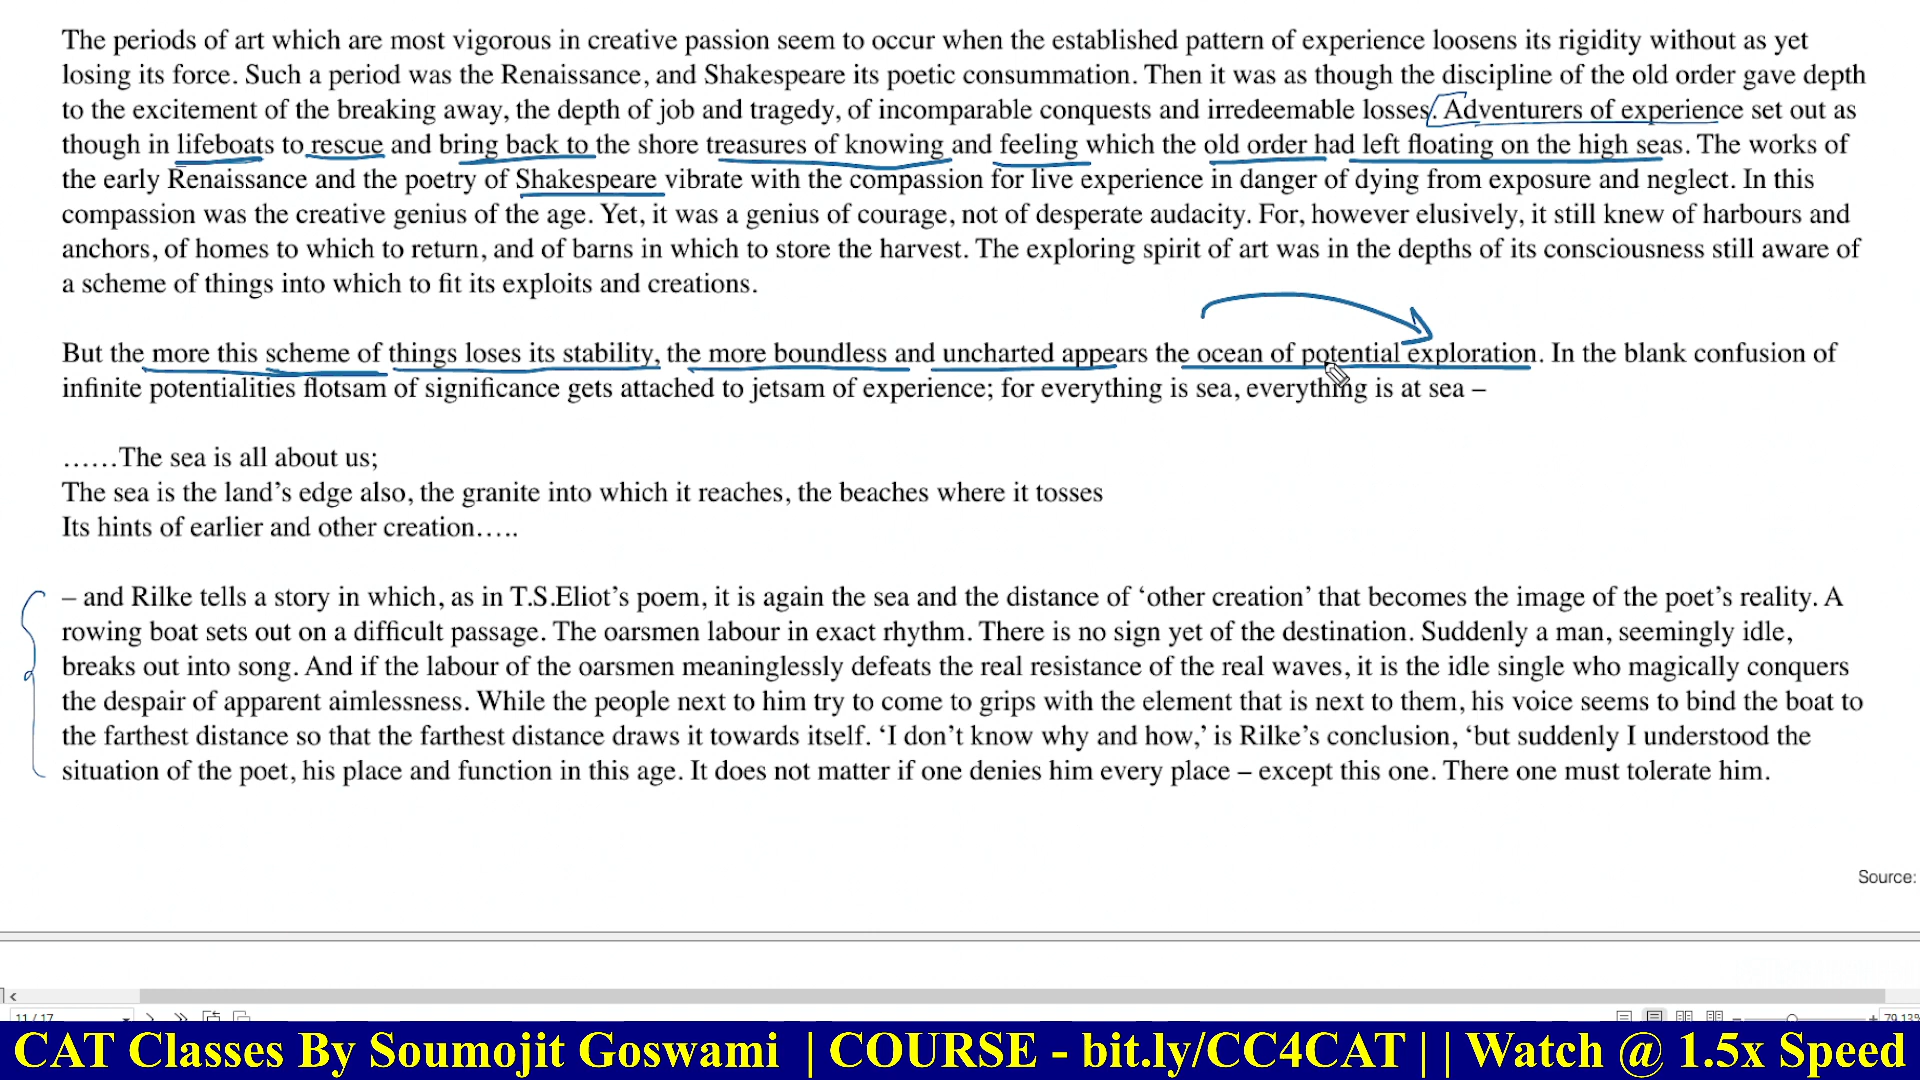 The periods of art which are most vigorous in creative passion seem to occur when the established pattern of experience loosens its rigidity without as yet
losing its force. Such a period was the Renaissance, and Shakespeare its poetic consummation. Then it was as though the discipline of the old order gave depth
to the excitement of the breaking away, the depth of job and tragedy, of incomparable conquests and irredeemable losses. Adventurers of experience set out as
though in lifeboats to rescue and bring back to the shore treasures of knowing and feeling which the old order had left floating on the high seas. The works of
the early Renaissance and the poetry of Shakespeare vibrate with the compassion for live experience in danger of dying from exposure and neglect. In this
compassion was the creative genius of the age. Yet, it was a genius of courage, not of desperate audacity. For, however elusively, it still knew of harbours and
anchors, of homes to which to return, and of barns in which to store the harvest. The exploring spirit of art was in the depths of its consciousness still aware of
a scheme of things into which to fit its exploits and creations.
But the more this scheme of things loses its stability, the more boundless and uncharted appears the ocean of potential exploration. In the blank confusion of
infinite potentialities flotsam of significance gets attached to jetsam of experience; for everything is sea, everything is at sea –
……The sea is all about us;
The sea is the land’s edge also, the granite into which it reaches, the beaches where it tosses
Its hints of earlier and other creation…..
– and Rilke tells a story in which, as in T.S.Eliot’s poem, it is again the sea and the distance of ‘other creation’ that becomes the image of the poet’s reality. A
rowing boat sets out on a difficult passage. The oarsmen labour in exact rhythm. There is no sign yet of the destination. Suddenly a man, seemingly idle,
breaks out into song. And if the labour of the oarsmen meaninglessly defeats the real resistance of the real waves, it is the idle single who magically conquers
the despair of apparent aimlessness. While the people next to him try to come to grips with the element that is next to them, his voice seems to bind the boat to
the farthest distance so that the farthest distance draws it towards itself. ‘I don’t know why and how,’ is Rilke’s conclusion, ‘but suddenly I understood the
situation of the poet, his place and function in this age. It does not matter if one denies him every place – except this one. There one must tolerate him.
Source:
11 / 17
79.13%
CAT Classes By Soumojit Goswami | COURSE - bit.ly/CC4CAT || Watch @ 1.5x Speed